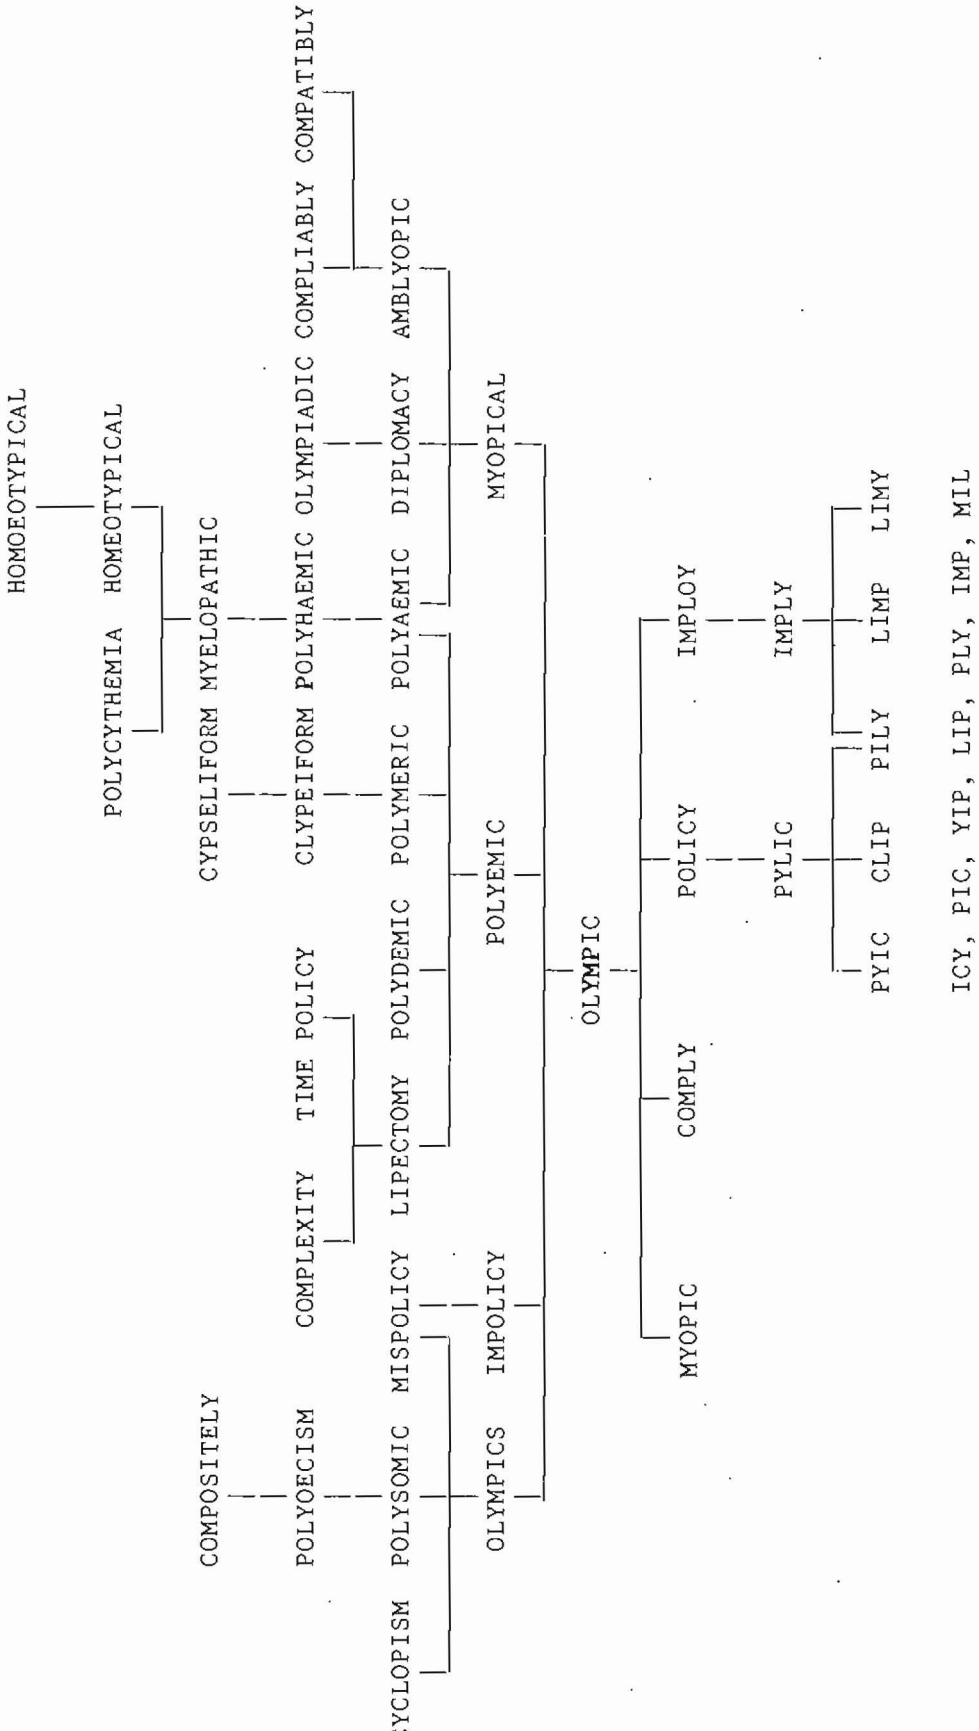 HOMOEOTYPICAL
POLYCYTHEMIA HOMEOTYPICAL
COMPOSITELY CYPSELIFORM MYELOPATHIC
POLYOECISM COMPLEXITY TIME POLICY CLYPEIFORM POLYHAEMIC OLYMPIADIC COMPLIABLY COMPATIBLY
CYCLOPISM POLYSOMIC MISPOLICY LIPECTOMY POLYDEMIC POLYMERIC POLYAEMIC DIPLOMACY AMBLYOPIC
OLYMPICS IMPOLICY POLYEMIC MYOPICAL
OLYMPIC
MYOPIC COMPLY POLICY IMPLOY
PYLIC IMPLY
PYIC CLIP PILY LIMP LIMY
ICY, PIC, YIP, LIP, PLY, IMP, MIL